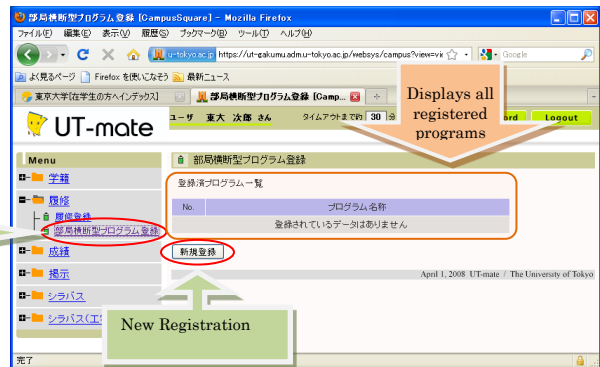 部局横断型プログラム登録 [CampusSquare] - Mozilla Firefox
ファイル(F) 編集(E) 表示(V) 履歴(S) ブックマーク(B) ツール(T) ヘルプ(H)
u-tokyo.ac.jp https://ut-gakumu.adm.u-tokyo.ac.jp/websys/campus?view=vie
Google
よく見るページ Firefox を使いこなそう 最新ニュース
東京大学[在学生の方へインデックス] 部局横断型プログラム登録 [Camp...
Displays all
registered
programs
UT-mate
ユーザ 東大 次郎 さん タイムアウトまで約 30 分
Logout
Menu
部局横断型プログラム登録
学籍
登録済プログラム一覧
履修
No. プログラム名称
履修登録
登録されているデータはありません
部局横断型プログラム登録
成績
新規登録
掲示
April 1, 2008 UT-mate / The University of Tokyo
シラバス
シラバス(工
New Registration
完了